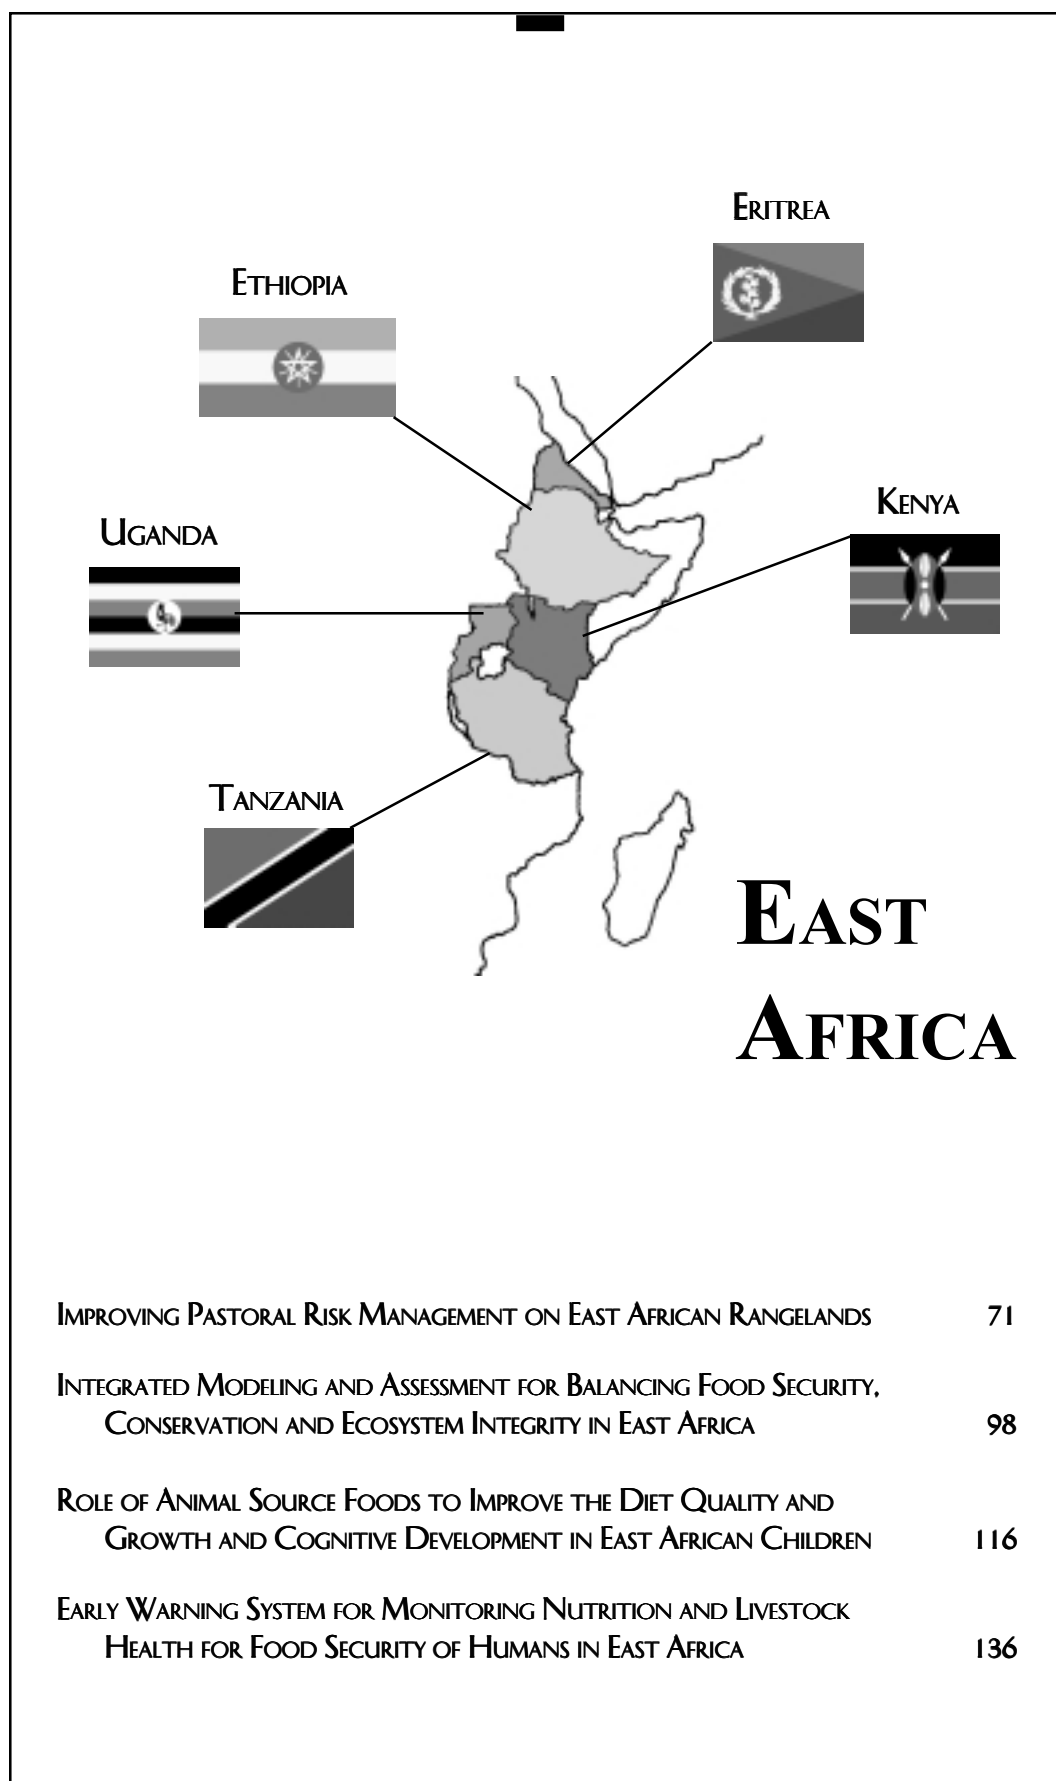 Eritrea
Ethiopia
Kenya
Uganda
Tanzania
East
Africa
Improving Pastoral Risk Management on East African Rangelands 71
Integrated Modeling and Assessment for Balancing Food Security,
Conservation and Ecosystem Integrity in East Africa 98
Role of Animal Source Foods to Improve the Diet Quality and
Growth and Cognitive Development in East African Children 116
Early Warning System for Monitoring Nutrition and Livestock
Health for Food Security of Humans in East Africa 136